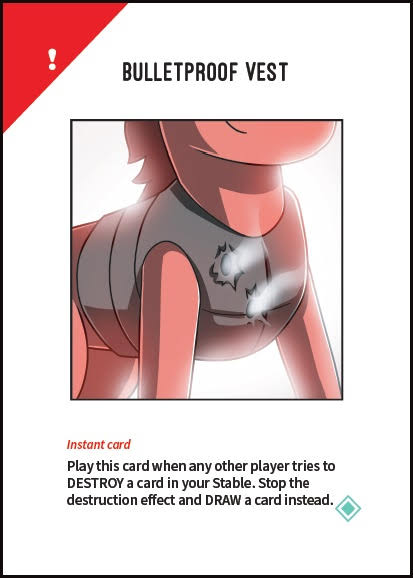 !
BULLETPROOF VEST
Instant card
Play this card when any other player tries to
DESTROY a card in your Stable. Stop the
destruction effect and DRAW a card instead.